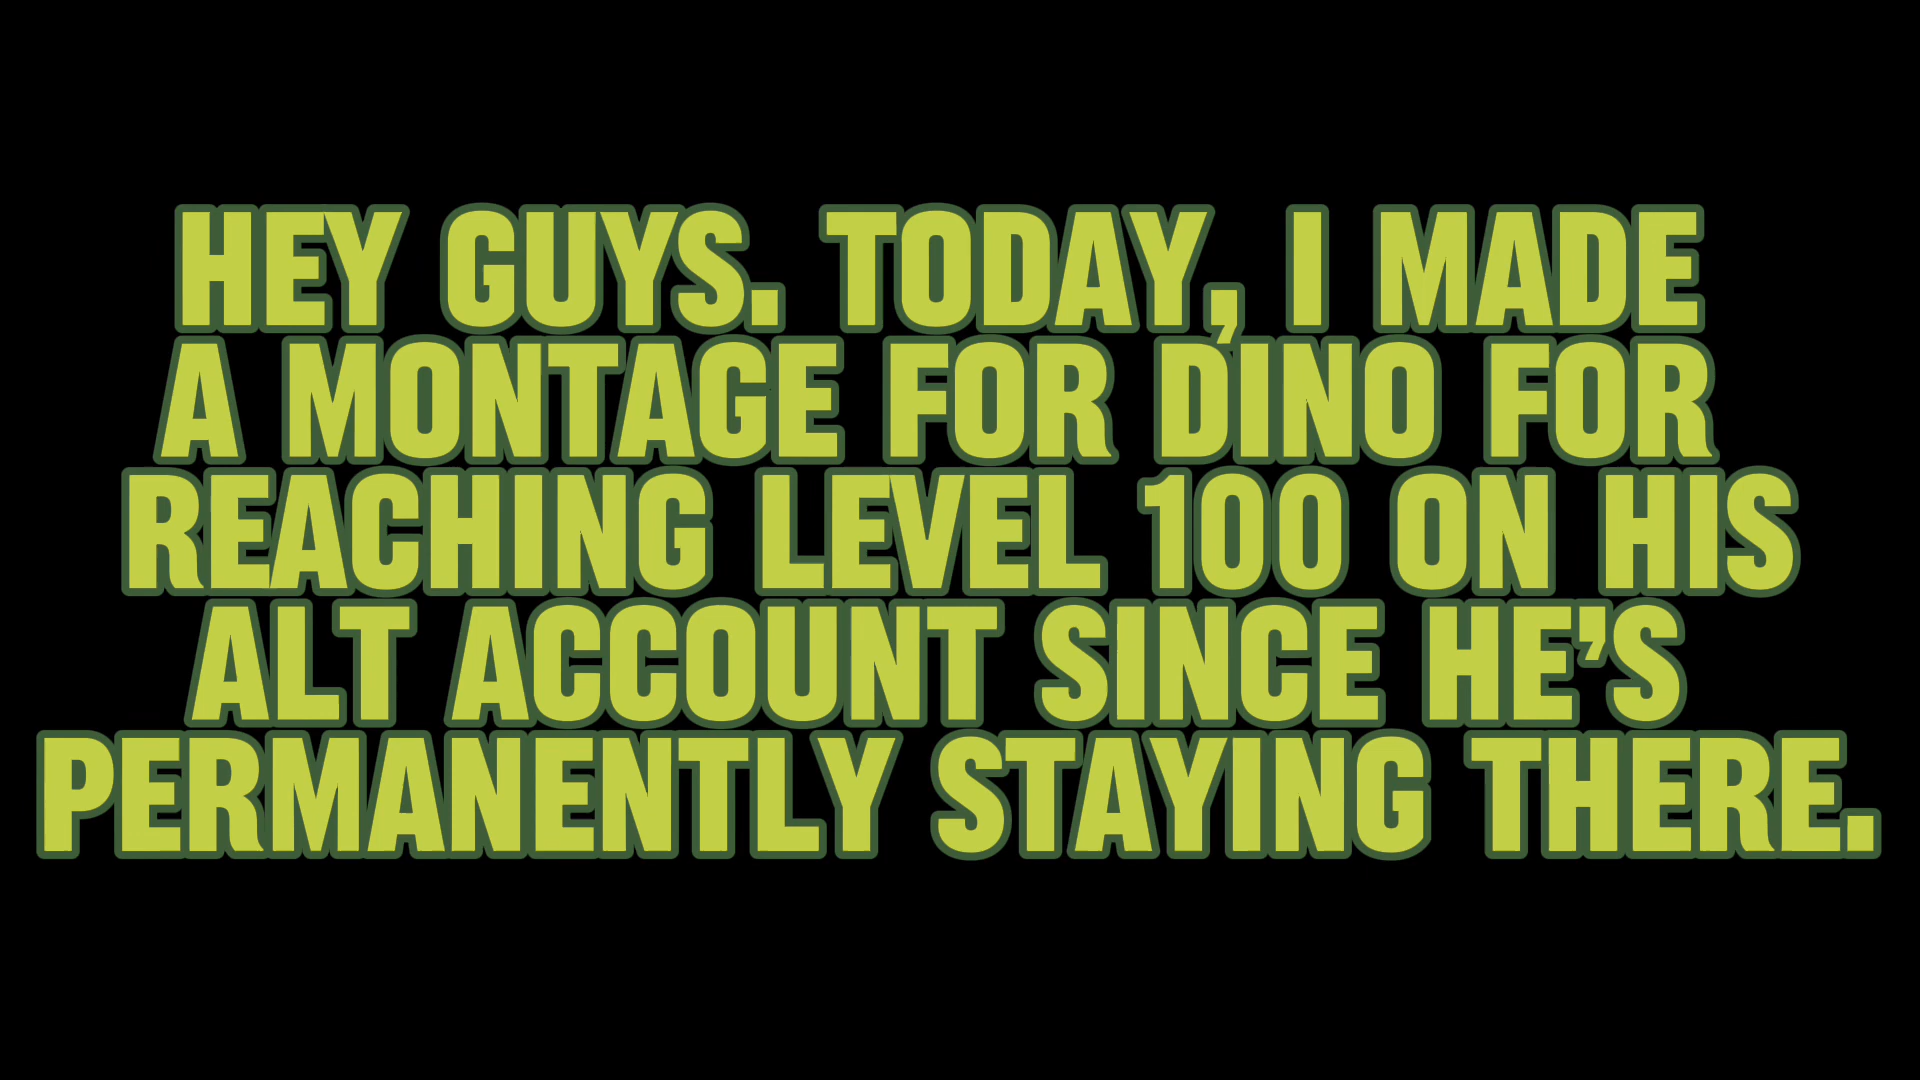 HEY GUYS. TODAY, I MADE
A MONTAGE FOR DINO FOR
REACHING LEVEL 100 ON HIS
ALT ACCOUNT SINCE HE’S
PERMANENTLY STAYING THERE.